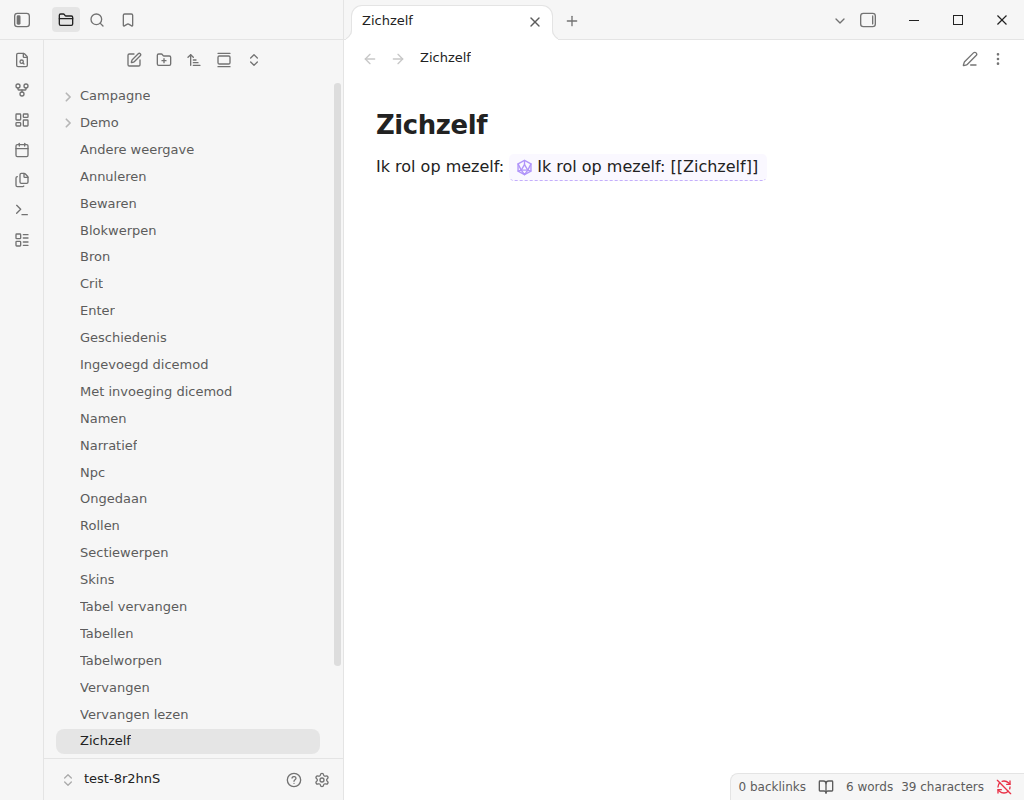 Zichzelf
Zichzelf
Campagne
Demo
Andere weergave
Annuleren
Bewaren
Blokwerpen
Bron
Crit
Enter
Geschiedenis
Ingevoegd dicemod
Met invoeging dicemod
Namen
Narratief
Npc
Ongedaan
Rollen
Sectiewerpen
Skins
Tabel vervangen
Tabellen
Tabelworpen
Vervangen
Vervangen lezen
Zichzelf
test-8r2hnS
Zichzelf
Ik rol op mezelf: Ik rol op mezelf: [[Zichzelf]]
0 backlinks 6 words 39 characters